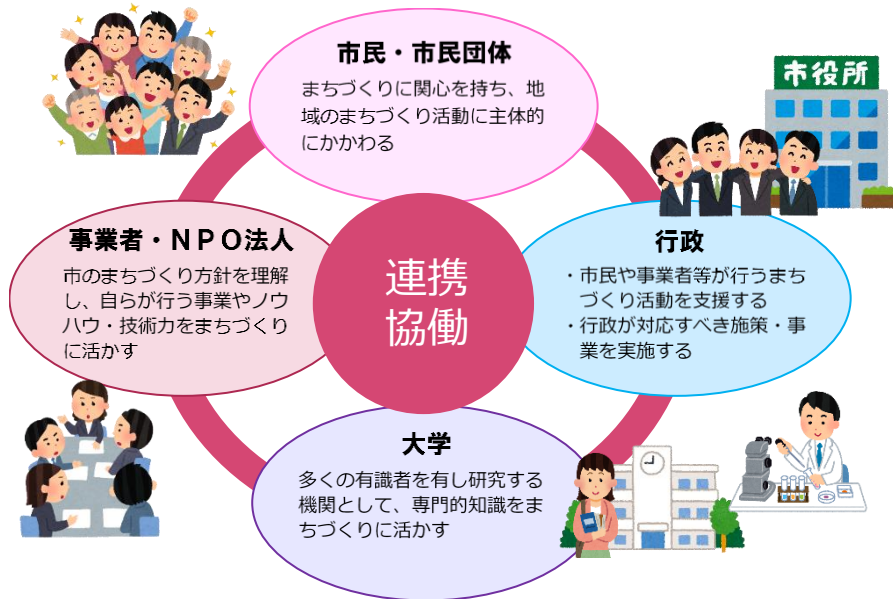 市民・市民団体
まちづくりに関心を持ち、地
域のまちづくり活動に主体的
にかかわる
市役所
事業者・ＮＰＯ法人
市のまちづくり方針を理解
し、自らが行う事業やノウ
ハウ・技術力をまちづくり
に活かす
連携
協働
行政
・市民や事業者等が行うまち
づくり活動を支援する
・行政が対応すべき施策・事
業を実施する
大学
多くの有識者を有し研究する
機関として、専門的知識をま
ちづくりに活かす